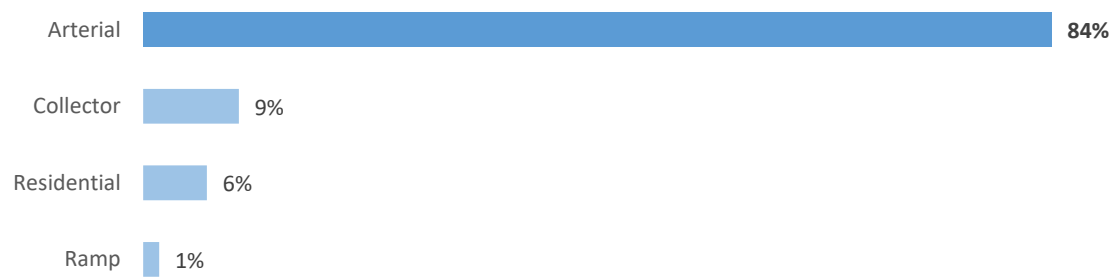 Arterial 84%
Collector 9%
Residential 6%
Ramp 1%